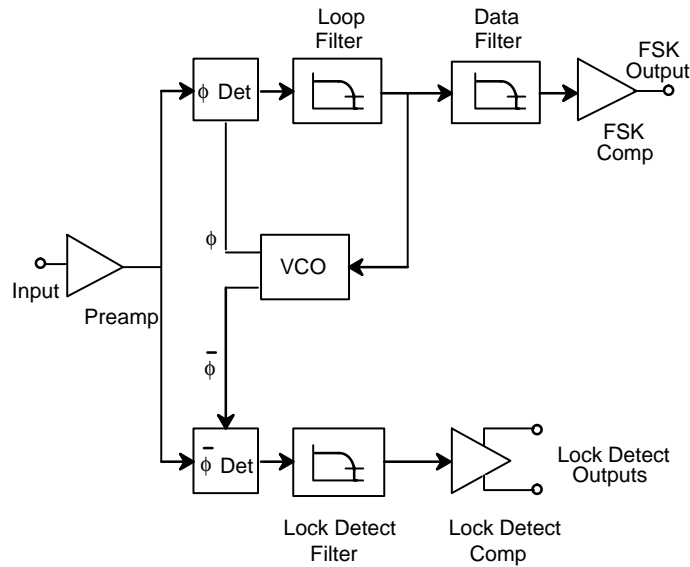 Loop
Filter
Data
Filter
FSK
Output
ϕ Det
FSK
Comp
ϕ
VCO
Input
Preamp
ϕ̅
ϕ̅ Det
Lock Detect
Outputs
Lock Detect
Filter
Lock Detect
Comp